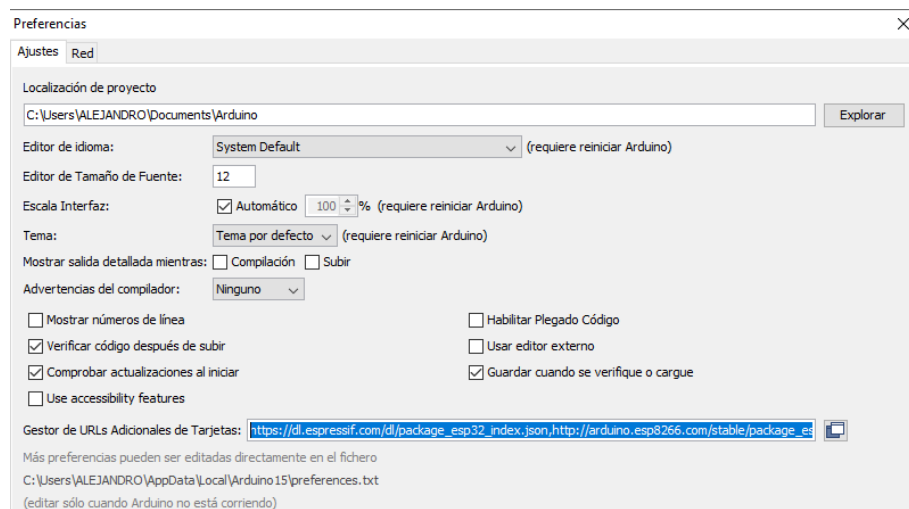 Preferencias
Ajustes Red
Localización de proyecto
C:\Users\ALEJANDRO\Documents\Arduino Explorar
Editor de idioma: System Default (requiere reiniciar Arduino)
Editor de Tamaño de Fuente: 12
Escala Interfaz: Automático 100 % (requiere reiniciar Arduino)
Tema: Tema por defecto (requiere reiniciar Arduino)
Mostrar salida detallada mientras: Compilación Subir
Advertencias del compilador: Ninguno
Mostrar números de línea Habilitar Plegado Código
Verificar código después de subir Usar editor externo
Comprobar actualizaciones al iniciar Guardar cuando se verifique o cargue
Use accessibility features
Gestor de URLs Adicionales de Tarjetas: https://dl.espressif.com/dl/package_esp32_index.json,http://arduino.esp8266.com/stable/package_es
Más preferencias pueden ser editadas directamente en el fichero
C:\Users\ALEJANDRO\AppData\Local\Arduino15\preferences.txt
(editar sólo cuando Arduino no está corriendo)